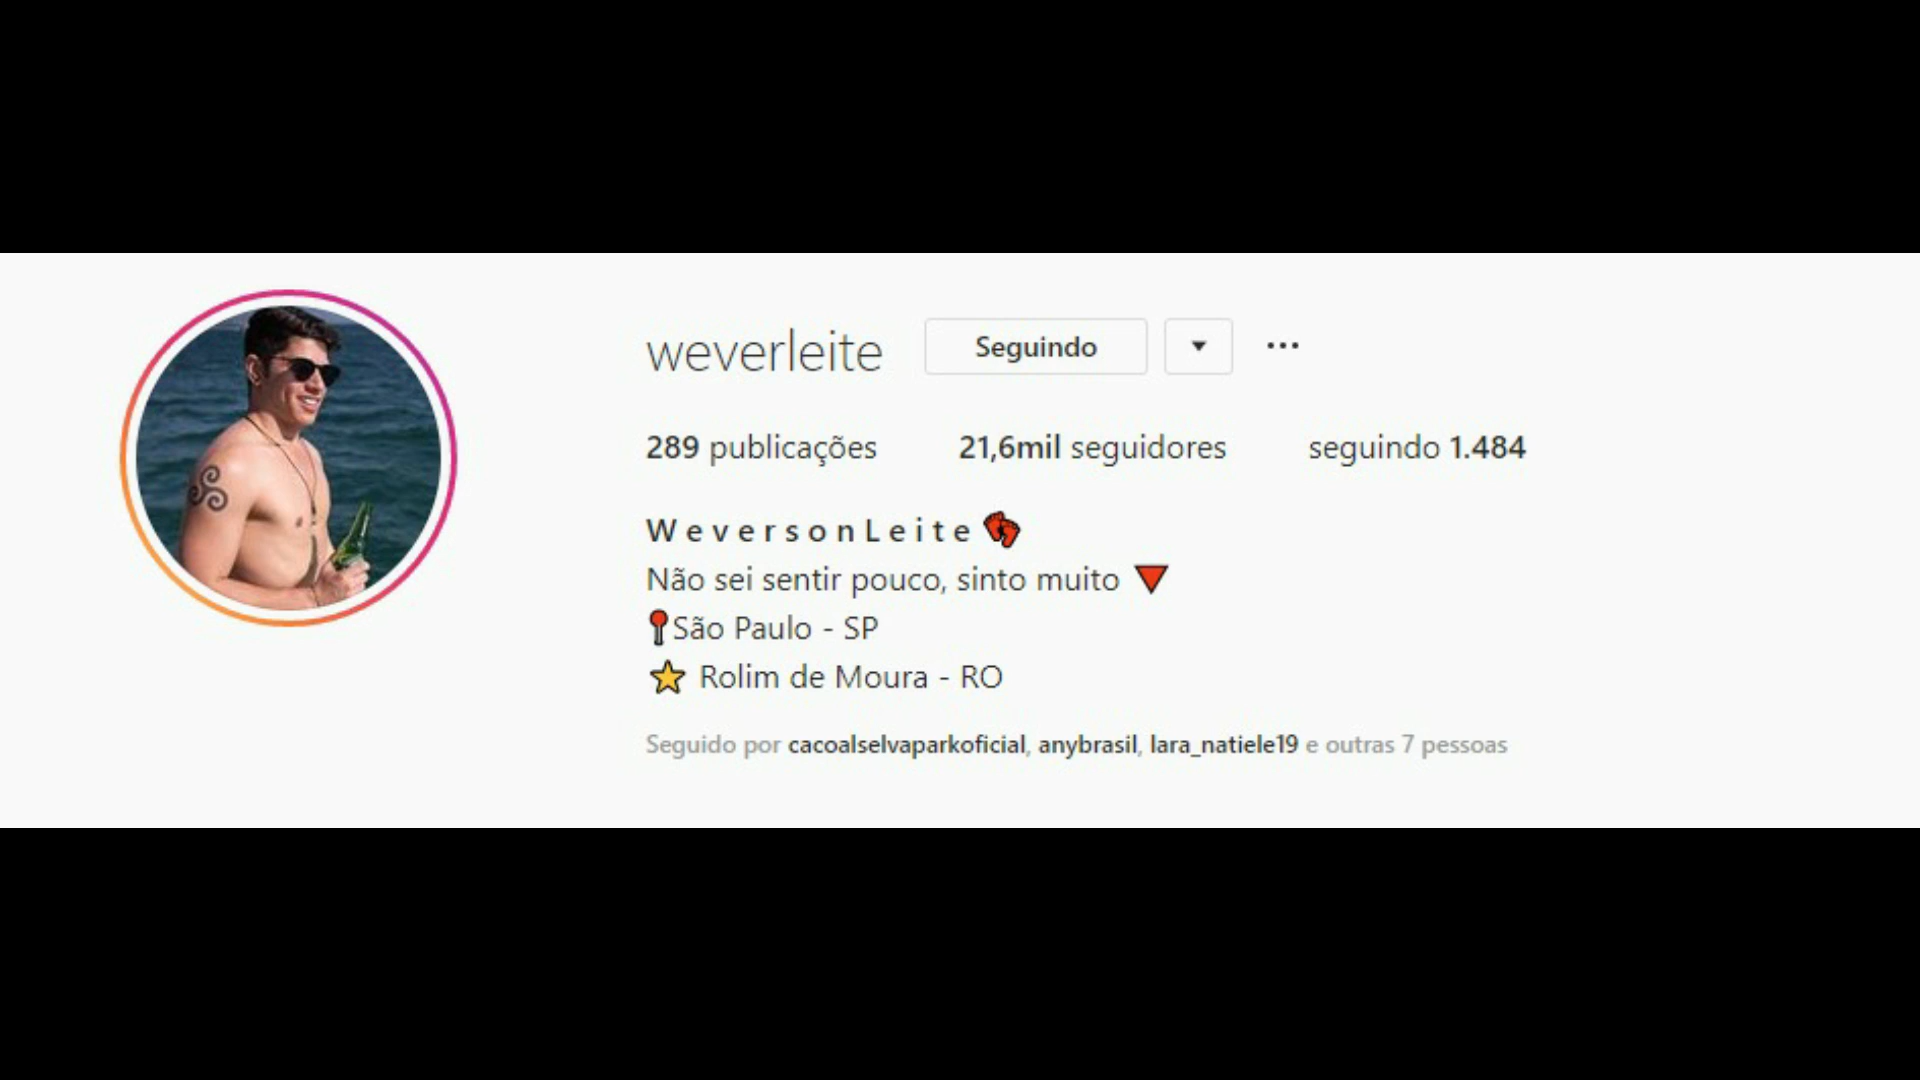 weverleite Seguindo
289 publicações 21,6mil seguidores seguindo 1.484
W e v e r s o n L e i t e
Não sei sentir pouco, sinto muito
São Paulo - SP
Rolim de Moura - RO
Seguido por cacoalselvaparkoficial, anybrasil, lara_natiele19 e outras 7 pessoas